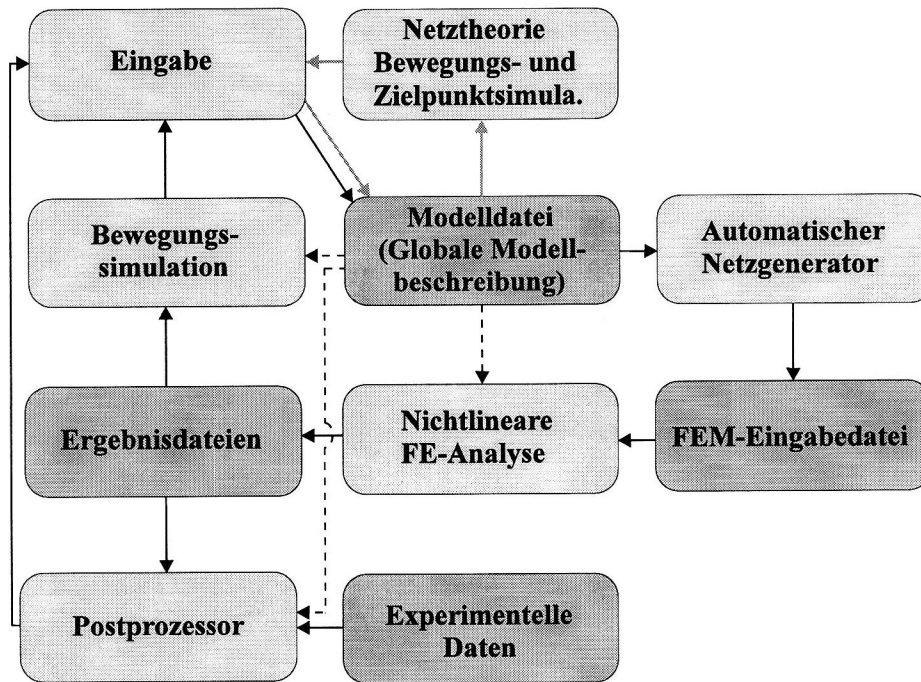 Eingabe
Netztheorie
Bewegungs- und
Zielpunktsimula.
Bewegungs-
simulation
Modelldatei
(Globale Modell-
beschreibung)
Automatischer
Netzgenerator
Ergebnisdateien
Nichtlineare
FE-Analyse
FEM-Eingabedatei
Postprozessor
Experimentelle
Daten